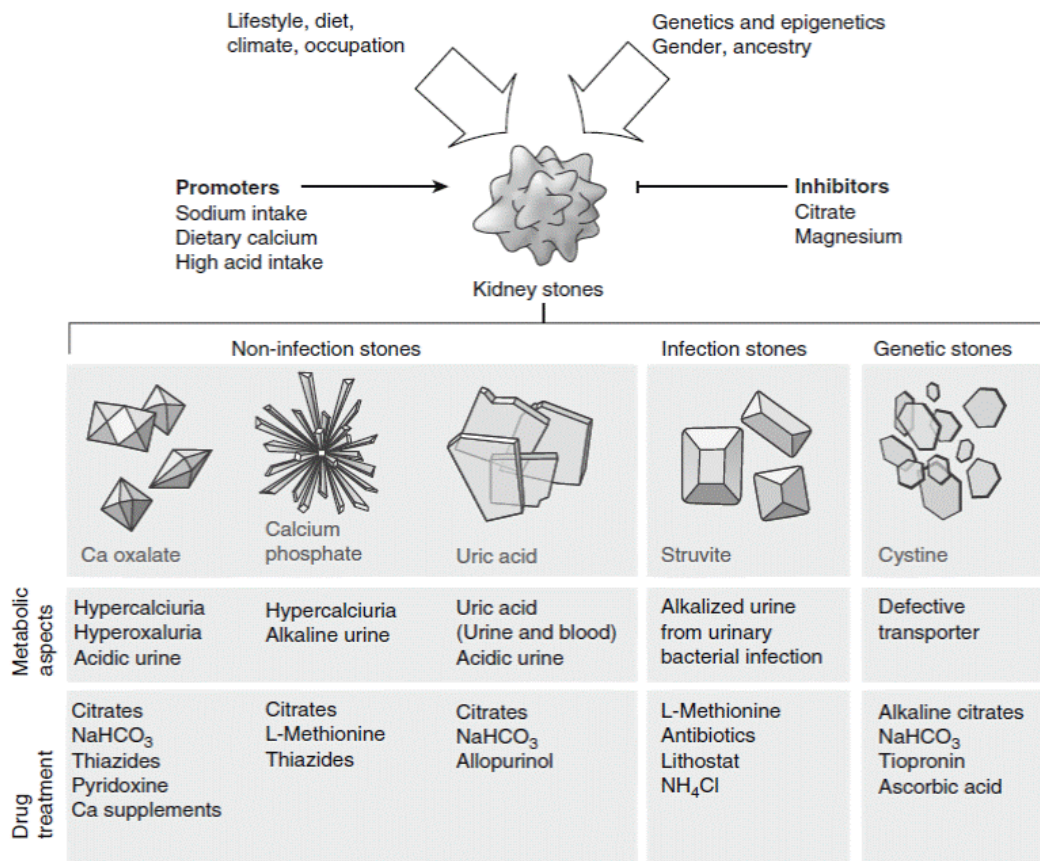 Lifestyle, diet,
climate, occupation
Genetics and epigenetics
Gender, ancestry
Promoters
Sodium intake
Dietary calcium
High acid intake
Inhibitors
Citrate
Magnesium
Kidney stones
Non-infection stones
Infection stones
Genetic stones
Ca oxalate
Calcium
phosphate
Uric acid
Struvite
Cystine
Metabolic
aspects
Hypercalciuria
Hyperoxaluria
Acidic urine
Hypercalciuria
Alkaline urine
Uric acid
(Urine and blood)
Acidic urine
Alkalized urine
from urinary
bacterial infection
Defective
transporter
Drug
treatment
Citrates
NaHCO₃
Thiazides
Pyridoxine
Ca supplements
Citrates
L-Methionine
Thiazides
Citrates
NaHCO₃
Allopurinol
L-Methionine
Antibiotics
Lithostat
NH₄Cl
Alkaline citrates
NaHCO₃
Tiopronin
Ascorbic acid